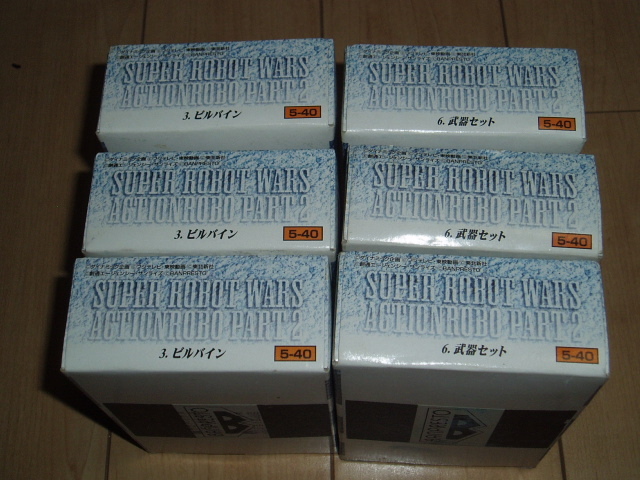 SUPER ROBOT WARS
ACTIONROBO PART 2
3. ビルバイン
5-40
SUPER ROBOT WARS
ACTIONROBO PART 2
6. 武器セット
5-40
SUPER ROBOT WARS
ACTIONROBO PART 2
3. ビルバイン
5-40
SUPER ROBOT WARS
ACTIONROBO PART 2
6. 武器セット
5-40
SUPER ROBOT WARS
ACTIONROBO PART 2
3. ビルバイン
5-40
BANPRESTO
SUPER ROBOT WARS
ACTIONROBO PART 2
6. 武器セット
5-40
BANPRESTO